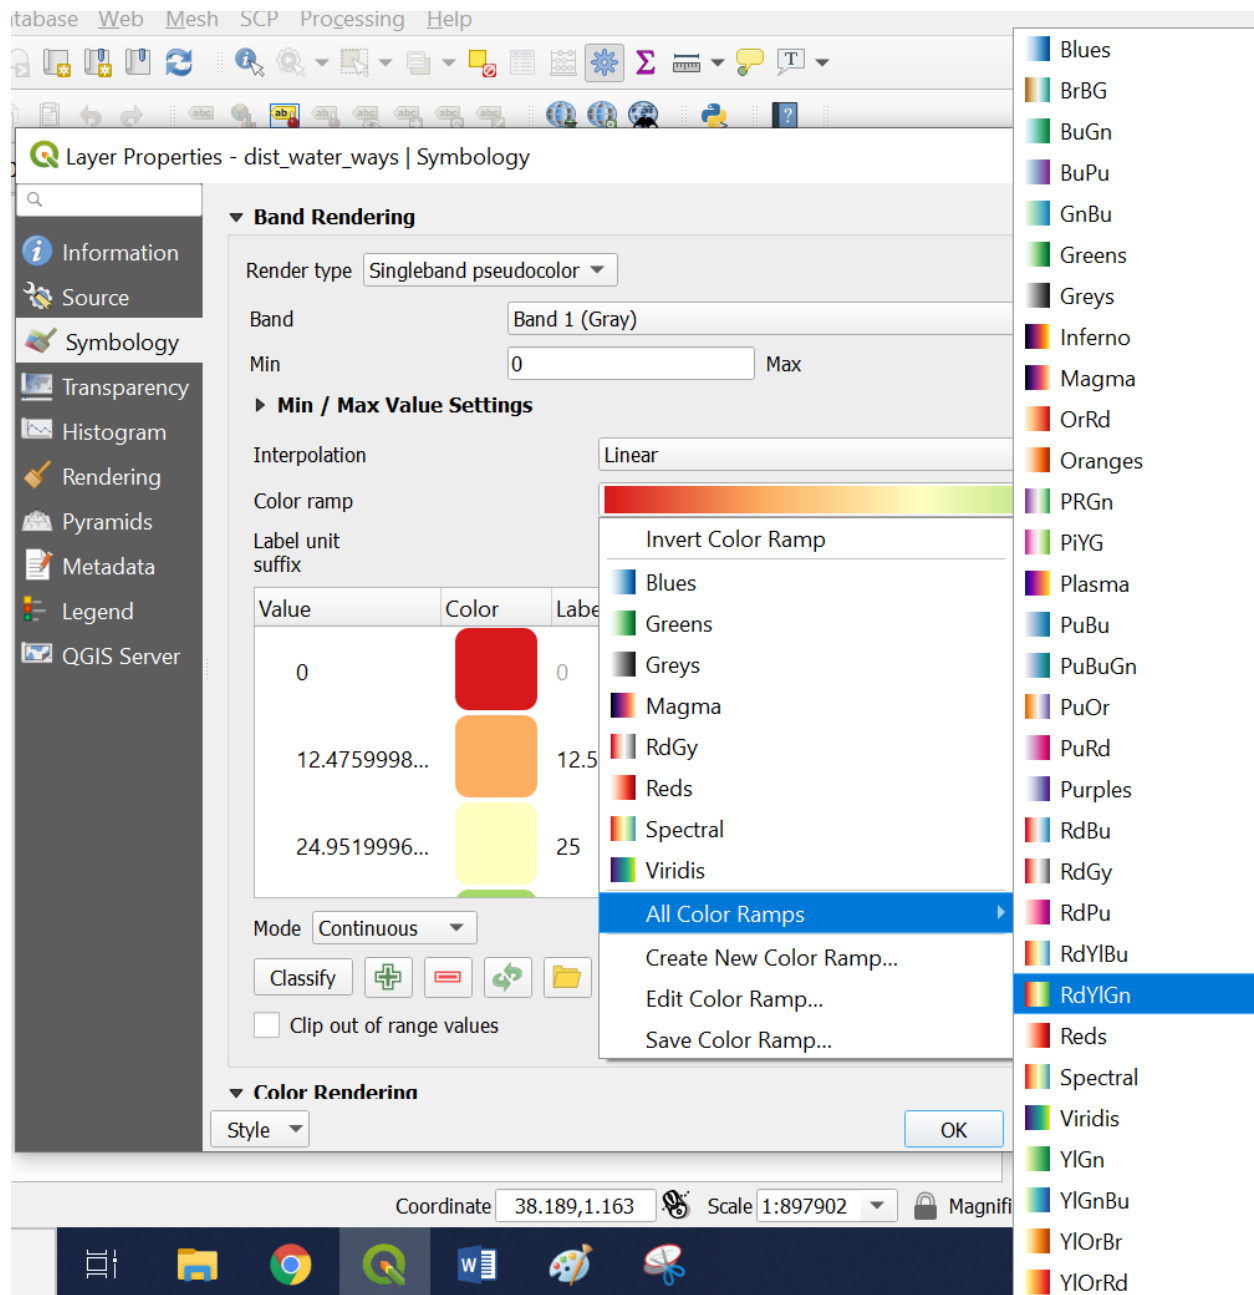 tabase Web Mesh SCP Processing Help
abc
ab
abc
abc
abc
abc
abc
T
?
Layer Properties - dist_water_ways | Symbology
Information
Source
Symbology
Transparency
Histogram
Rendering
Pyramids
Metadata
Legend
QGIS Server
Band Rendering
Render type Singleband pseudocolor
Band Band 1 (Gray)
Min 0 Max
Min / Max Value Settings
Interpolation Linear
Color ramp
Label unit
suffix
Value Color Labe
0 0
12.4759998... 12.5
24.9519996... 25
Mode Continuous
Classify
Clip out of range values
Color Rendering
Style OK
Invert Color Ramp
Blues
Greens
Greys
Magma
RdGy
Reds
Spectral
Viridis
All Color Ramps
Create New Color Ramp...
Edit Color Ramp...
Save Color Ramp...
Blues
BrBG
BuGn
BuPu
GnBu
Greens
Greys
Inferno
Magma
OrRd
Oranges
PRGn
PiYG
Plasma
PuBu
PuBuGn
PuOr
PuRd
Purples
RdBu
RdGy
RdPu
RdYlBu
RdYlGn
Reds
Spectral
Viridis
YlGn
YlGnBu
YlOrBr
YlOrRd
Coordinate 38.189,1.163 Scale 1:897902 Magnifi
W